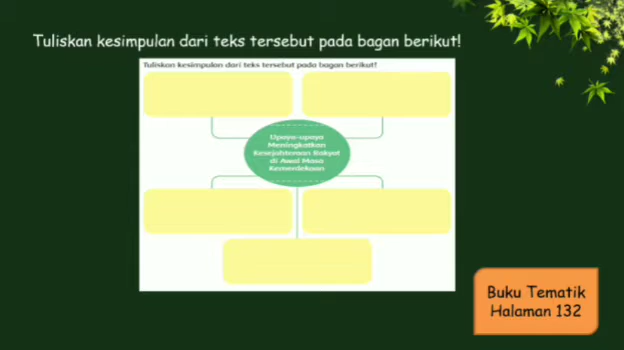 Tuliskan kesimpulan dari teks tersebut pada bagan berikut!
Tuliskan kesimpulan dari teks tersebut pada bagan berikut!
Upaya-upaya
Meningkatkan
Kesejahteraan Rakyat
di Awal Masa
Kemerdekaan
Buku Tematik
Halaman 132